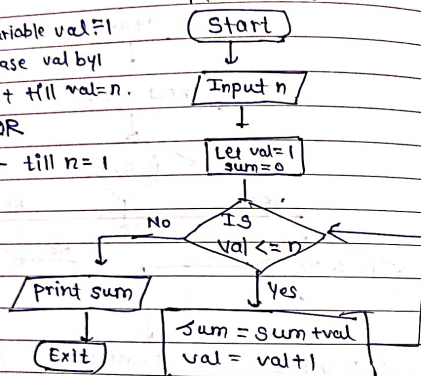 val=1
Start
ase val by1
till val=n.
Input n
OR
till n=1
Let val=1
sum=0
No
Is
val <= n
Print sum
Yes
Exit
sum = sum+val
val = val+1